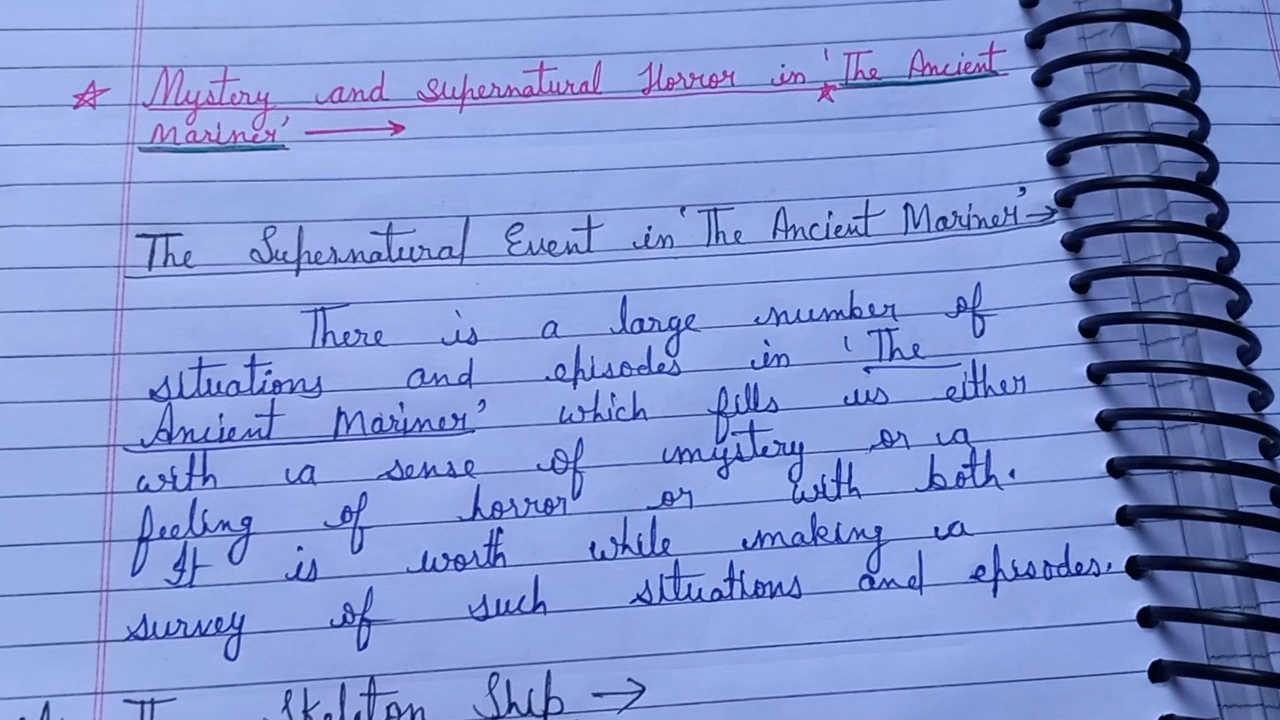 ☆ Mystery and Supernatural Horror in 'The Ancient
Mariner' →
The Supernatural Event in 'The Ancient Mariner' →
There is a large number of
situations and episodes in 'The
Ancient Mariner' which fills us either
with a sense of mystery or a
feeling of horror or with both.
It is worth while making a
survey of such situations and episodes.
Skeleton Ship →